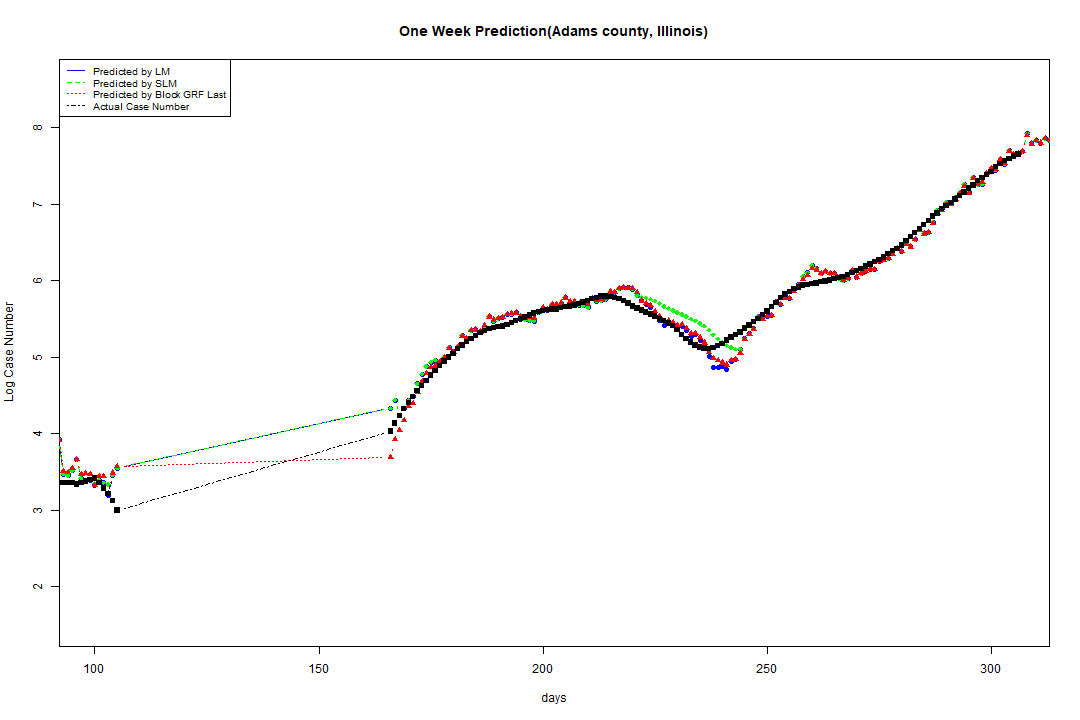 One Week Prediction(Adams county, Illinois)
Predicted by LM
Predicted by SLM
Predicted by Block GRF Last
Actual Case Number
8
7
6
5
4
3
2
Log Case Number
100 150 200 250 300
days